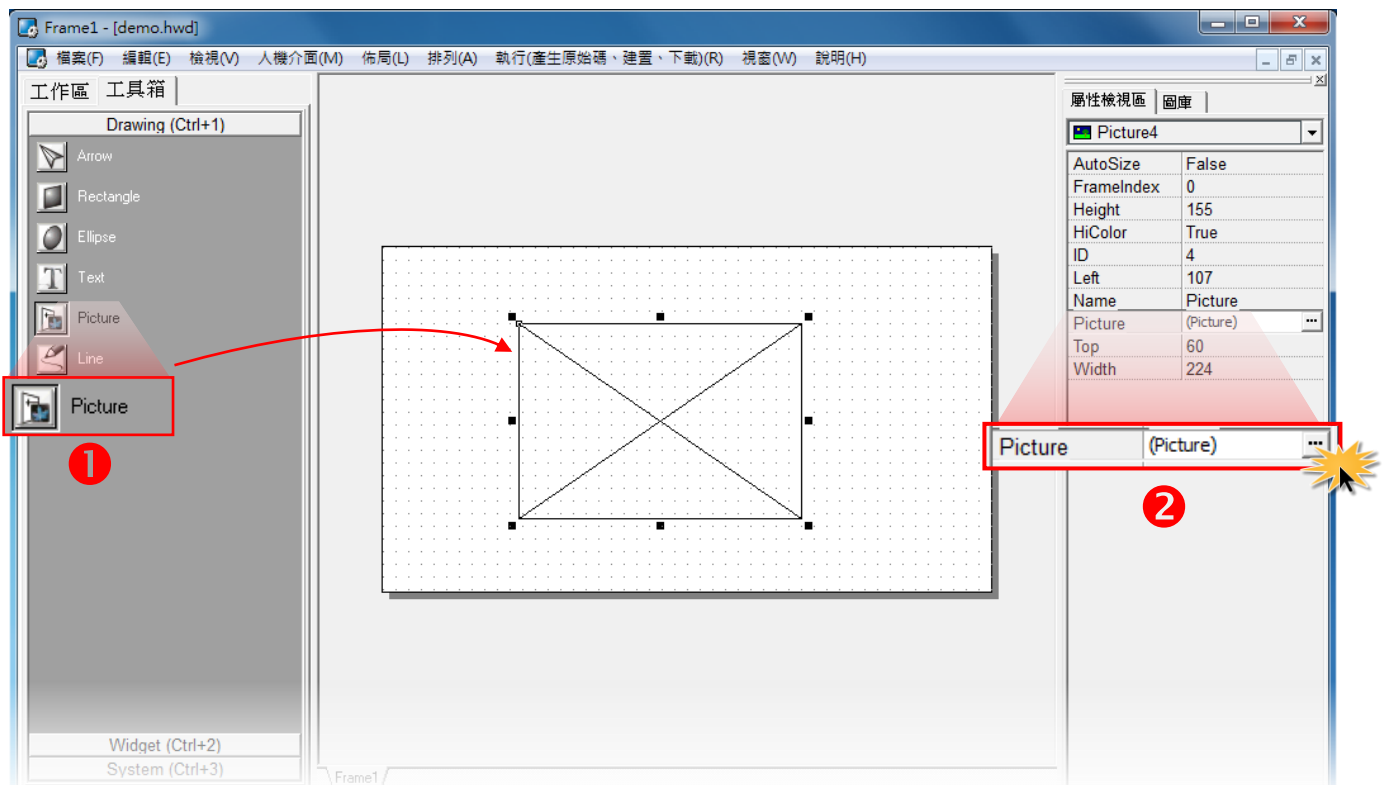 Frame1 - [demo.hwd]
檔案(F) 編輯(E) 檢視(V) 人機介面(M) 佈局(L) 排列(A) 執行(產生原始碼、建置、下載)(R) 視窗(W) 說明(H)
工作區 工具箱
Drawing (Ctrl+1)
Arrow
Rectangle
Ellipse
Text
Picture
Line
Picture
1
Widget (Ctrl+2)
System (Ctrl+3)
Frame1
屬性檢視區 圖庫
Picture4
AutoSize False
FrameIndex 0
Height 155
HiColor True
ID 4
Left 107
Name Picture
Picture (Picture) ...
Top 60
Width 224
Picture (Picture) ...
2